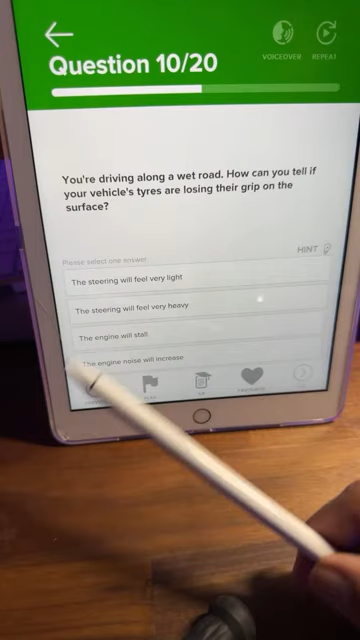 Question 10/20
VOICEOVER
REPEAT
You're driving along a wet road. How can you tell if
your vehicle's tyres are losing their grip on the
surface?
HINT
Please select one answer
The steering will feel very light
The steering will feel very heavy
The engine will stall
The engine noise will increase
FLAG